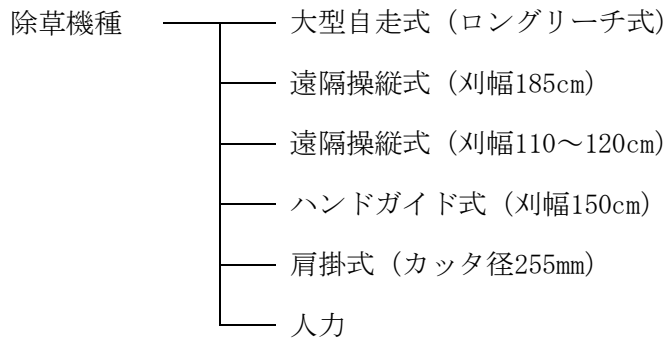 除草機種
大型自走式（ロングリーチ式）
遠隔操縦式（刈幅185cm）
遠隔操縦式（刈幅110～120cm）
ハンドガイド式（刈幅150cm）
肩掛式（カッタ径255mm）
人力